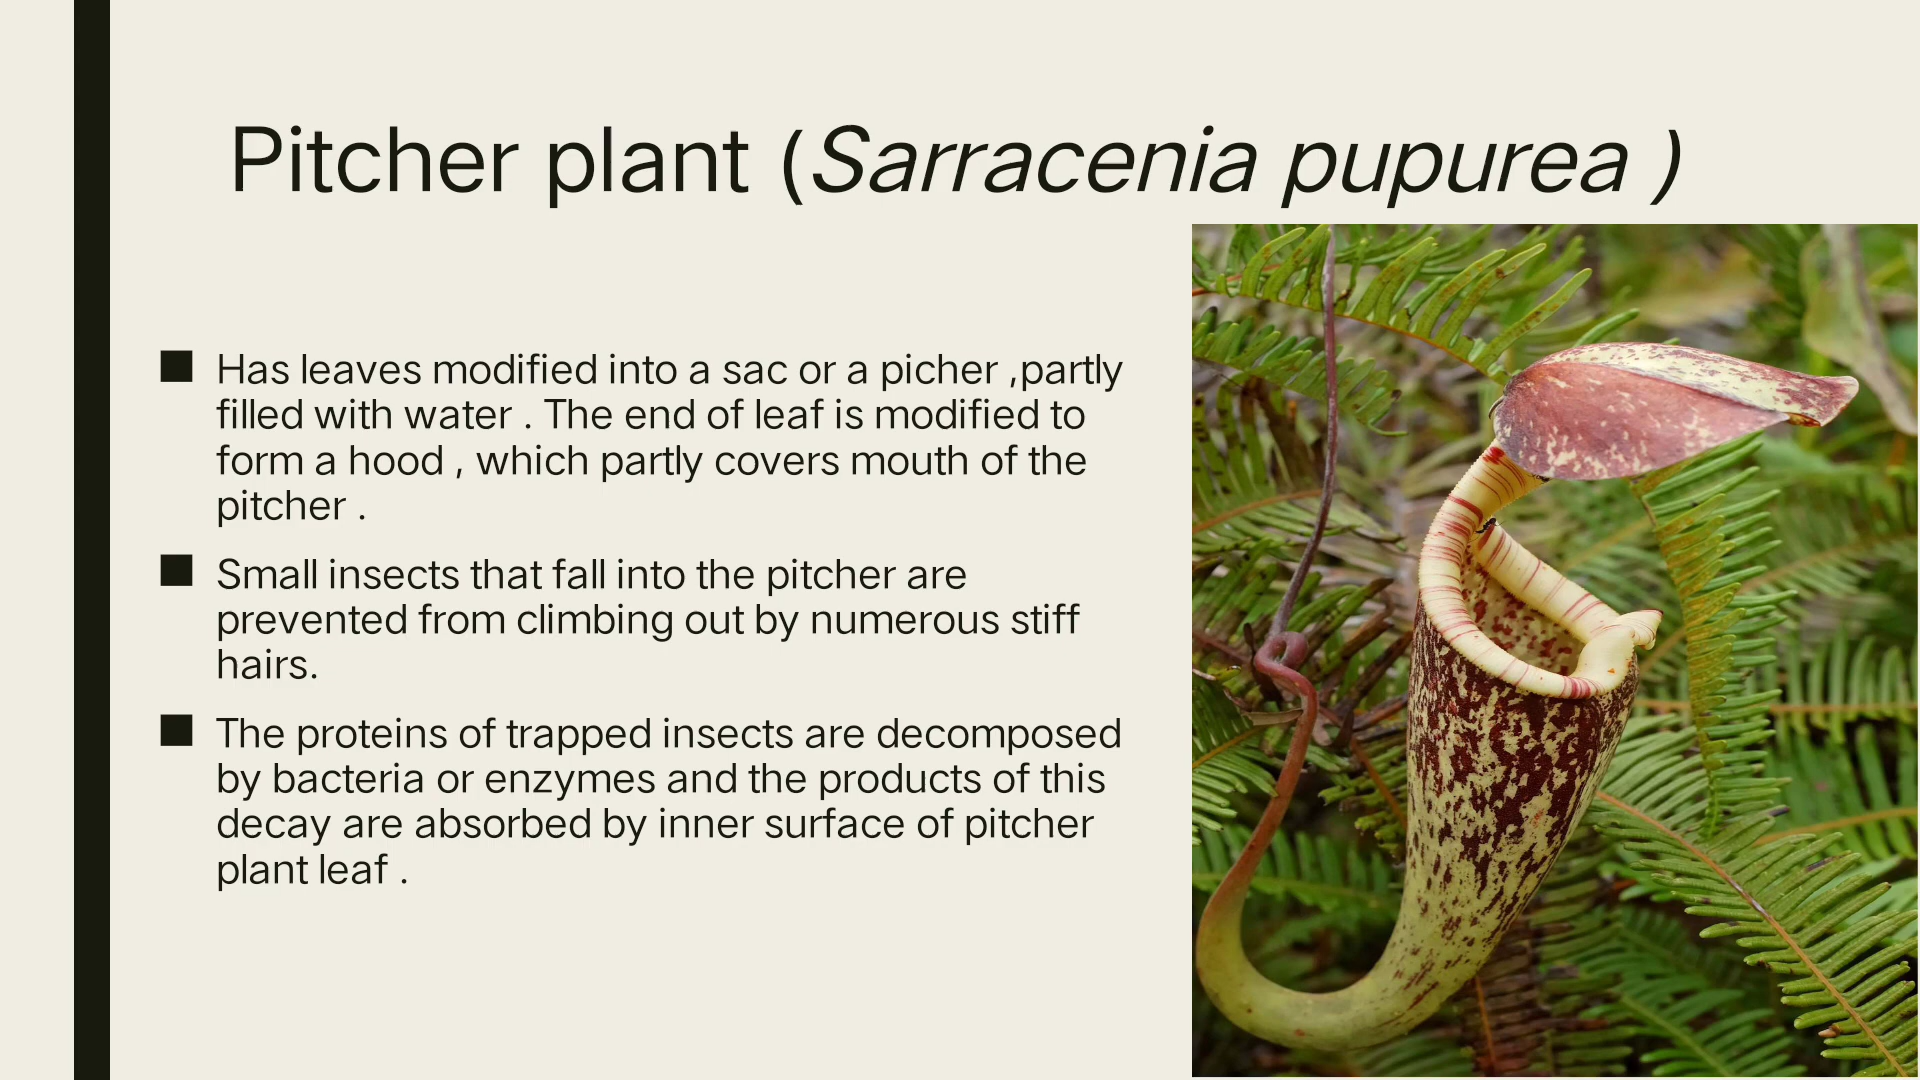 Pitcher plant (Sarracenia pupurea )
Has leaves modified into a sac or a picher ,partly
filled with water . The end of leaf is modified to
form a hood , which partly covers mouth of the
pitcher .
Small insects that fall into the pitcher are
prevented from climbing out by numerous stiff
hairs.
The proteins of trapped insects are decomposed
by bacteria or enzymes and the products of this
decay are absorbed by inner surface of pitcher
plant leaf .